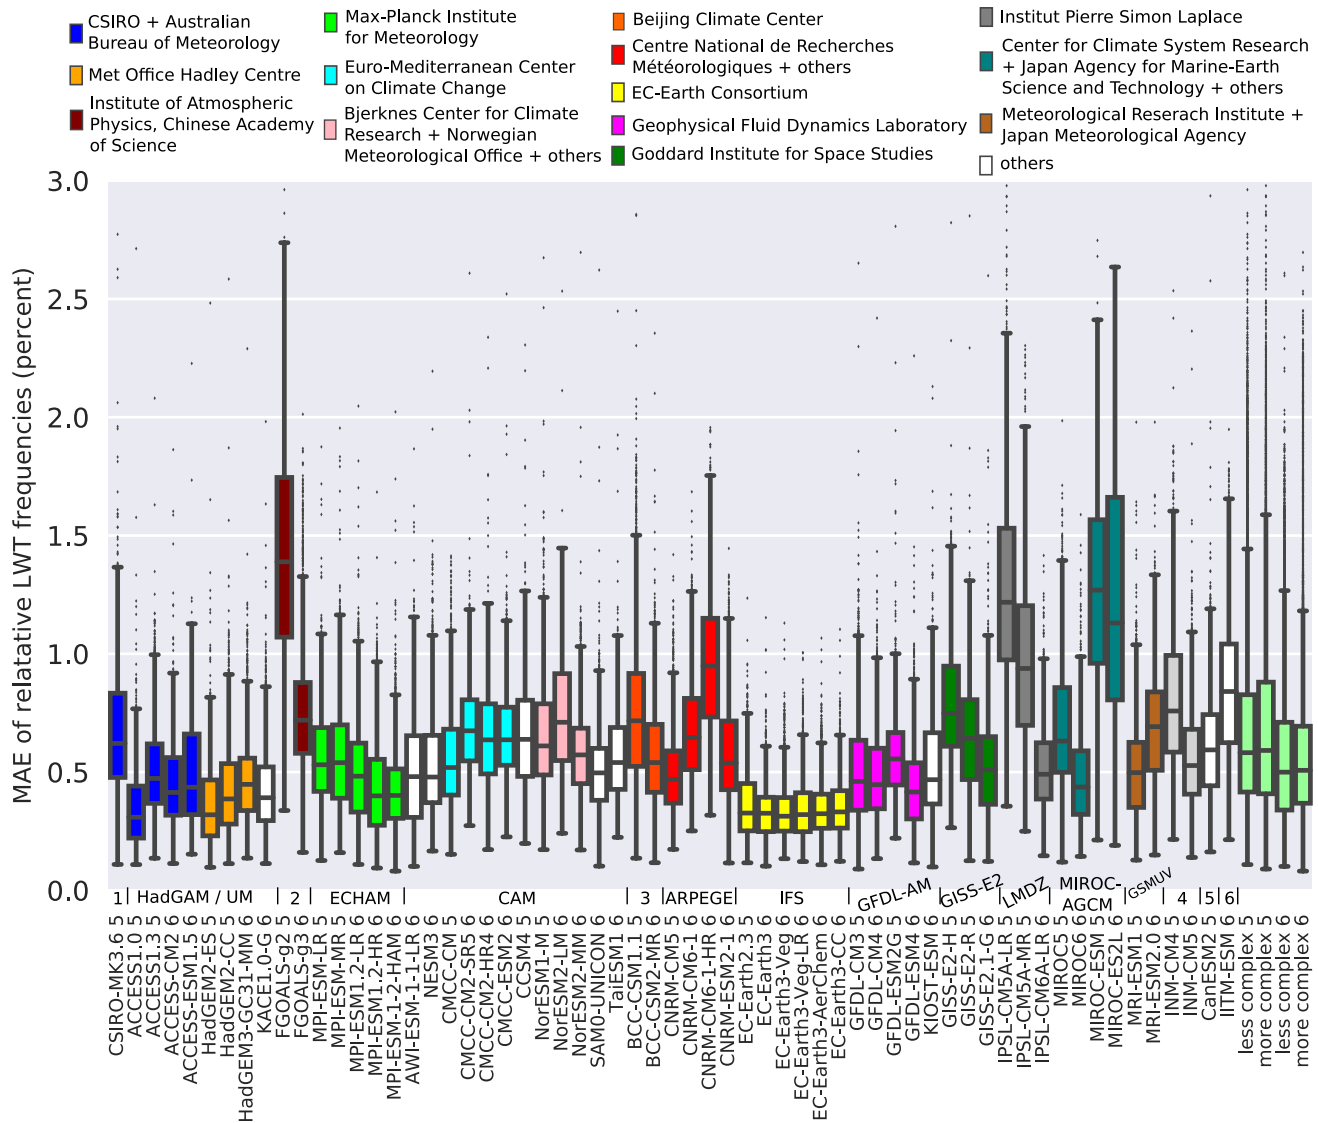 CSIRO + Australian
Bureau of Meteorology
Met Office Hadley Centre
Institute of Atmospheric
Physics, Chinese Academy
of Science
Max-Planck Institute
for Meteorology
Euro-Mediterranean Center
on Climate Change
Bjerknes Center for Climate
Research + Norwegian
Meteorological Office + others
Beijing Climate Center
Centre National de Recherches
Météorologiques + others
EC-Earth Consortium
Geophysical Fluid Dynamics Laboratory
Goddard Institute for Space Studies
Institut Pierre Simon Laplace
Center for Climate System Research
+ Japan Agency for Marine-Earth
Science and Technology + others
Meteorological Reserach Institute +
Japan Meteorological Agency
others
MAE of relatative LWT frequencies (percent)
3.0
2.5
2.0
1.5
1.0
0.5
0.0
1
HadGAM / UM
2
ECHAM
CAM
3
ARPEGE
IFS
GFDL-AM
GISS-E2
LMDZ
MIROC-
AGCM
GSMUV
4
5
6
CSIRO-MK3.6 5
ACCESS1.0 5
ACCESS1.3 5
ACCESS-CM2 6
ACCESS-ESM1.5 6
HadGEM2-ES 5
HadGEM2-CC 5
HadGEM3-GC31-MM 6
KACE1.0-G 6
FGOALS-g2 5
FGOALS-g3 6
MPI-ESM-LR 5
MPI-ESM-MR 5
MPI-ESM1.2-LR 6
MPI-ESM1.2-HR 6
MPI-ESM-1-2-HAM 6
AWI-ESM-1-1-LR 6
NESM3 6
CMCC-CM 5
CMCC-CM2-SR5 6
CMCC-CM2-HR4 6
CMCC-ESM2 6
CCSM4 5
NorESM1-M 5
NorESM2-LM 6
NorESM2-MM 6
SAMO-UNICON 6
TaiESM1 6
BCC-CSM1.1 5
BCC-CSM2-MR 6
CNRM-CM5 5
CNRM-CM6-1 6
CNRM-CM6-1-HR 6
CNRM-ESM2-1 6
EC-Earth2.3 5
EC-Earth3 6
EC-Earth3-Veg 6
EC-Earth3-Veg-LR 6
EC-Earth3-AerChem 6
EC-Earth3-CC 6
GFDL-CM3 5
GFDL-CM4 6
GFDL-ESM2G 5
GFDL-ESM4 6
KIOST-ESM 6
GISS-E2-H 5
GISS-E2-R 5
GISS-E2.1-G 6
IPSL-CM5A-LR 5
IPSL-CM5A-MR 5
IPSL-CM6A-LR 6
MIROC5 5
MIROC6 6
MIROC-ESM 5
MIROC-ES2L 6
MRI-ESM1 5
MRI-ESM2.0 6
INM-CM4 5
INM-CM5 6
CanESM2 5
IITM-ESM 6
less complex 5
more complex 5
less complex 6
more complex 6